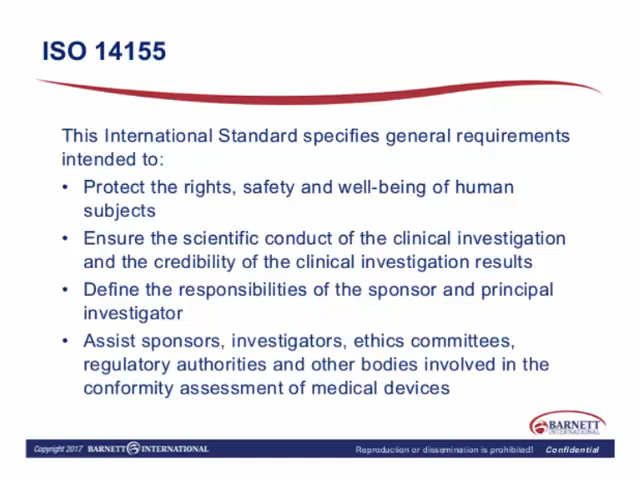 ISO 14155
This International Standard specifies general requirements
intended to:
• Protect the rights, safety and well-being of human
subjects
• Ensure the scientific conduct of the clinical investigation
and the credibility of the clinical investigation results
• Define the responsibilities of the sponsor and principal
investigator
• Assist sponsors, investigators, ethics committees,
regulatory authorities and other bodies involved in the
conformity assessment of medical devices
BARNETT
INTERNATIONAL
Copyright 2017 BARNETT INTERNATIONAL
Reproduction or dissemination is prohibited! Confidential